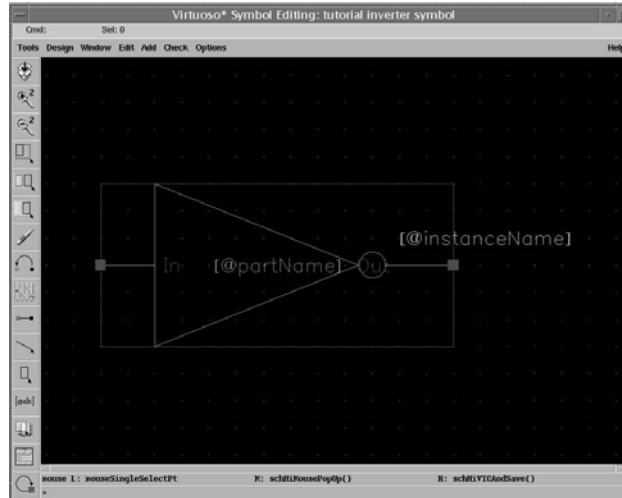 Virtuoso* Symbol Editing: tutorial inverter symbol
Cmd: Sel: 0
Tools Design Window Edit Add Check Options Help
[@instanceName]
In [@partName] Out
mouse L: mouseSingleSelectPt M: schHiMousePopUp() R: schHiVICAndSave()
>